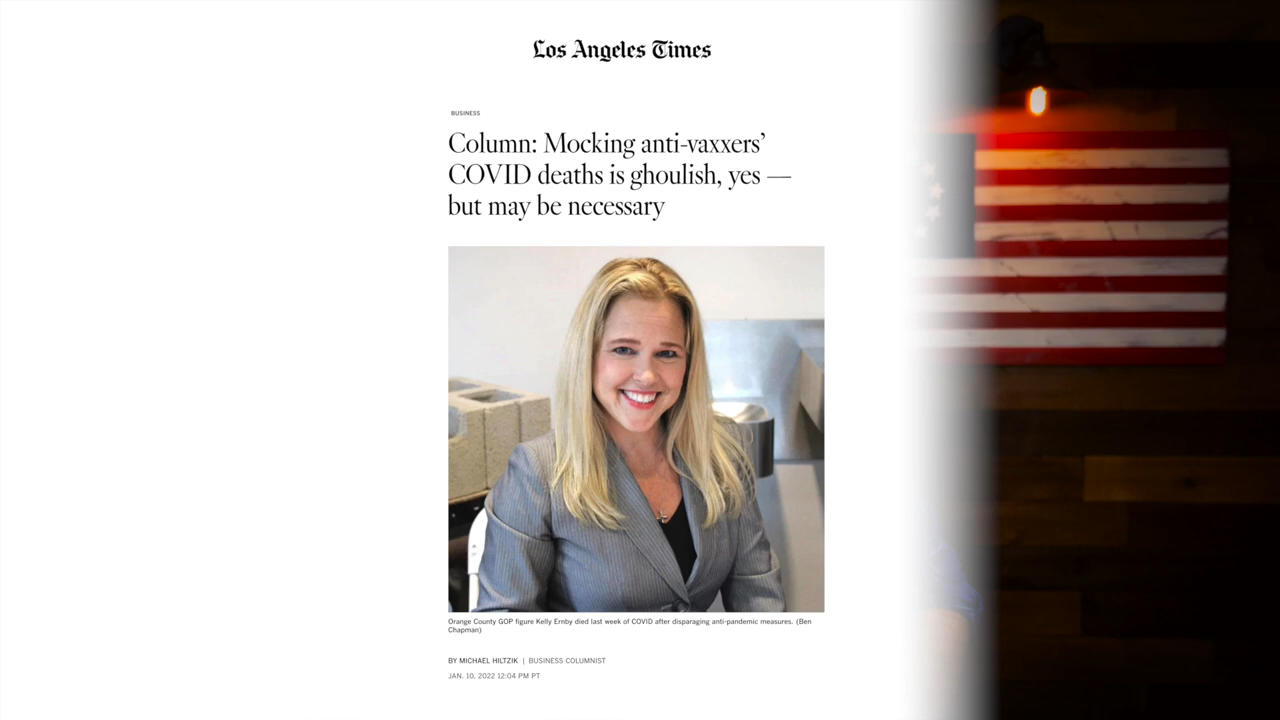 Los Angeles Times
BUSINESS
Column: Mocking anti-vaxxers’
COVID deaths is ghoulish, yes —
but may be necessary
Orange County GOP figure Kelly Ernby died last week of COVID after disparaging anti-pandemic measures. (Ben
Chapman)
BY MICHAEL HILTZIK | BUSINESS COLUMNIST
JAN. 10, 2022 12:04 PM PT